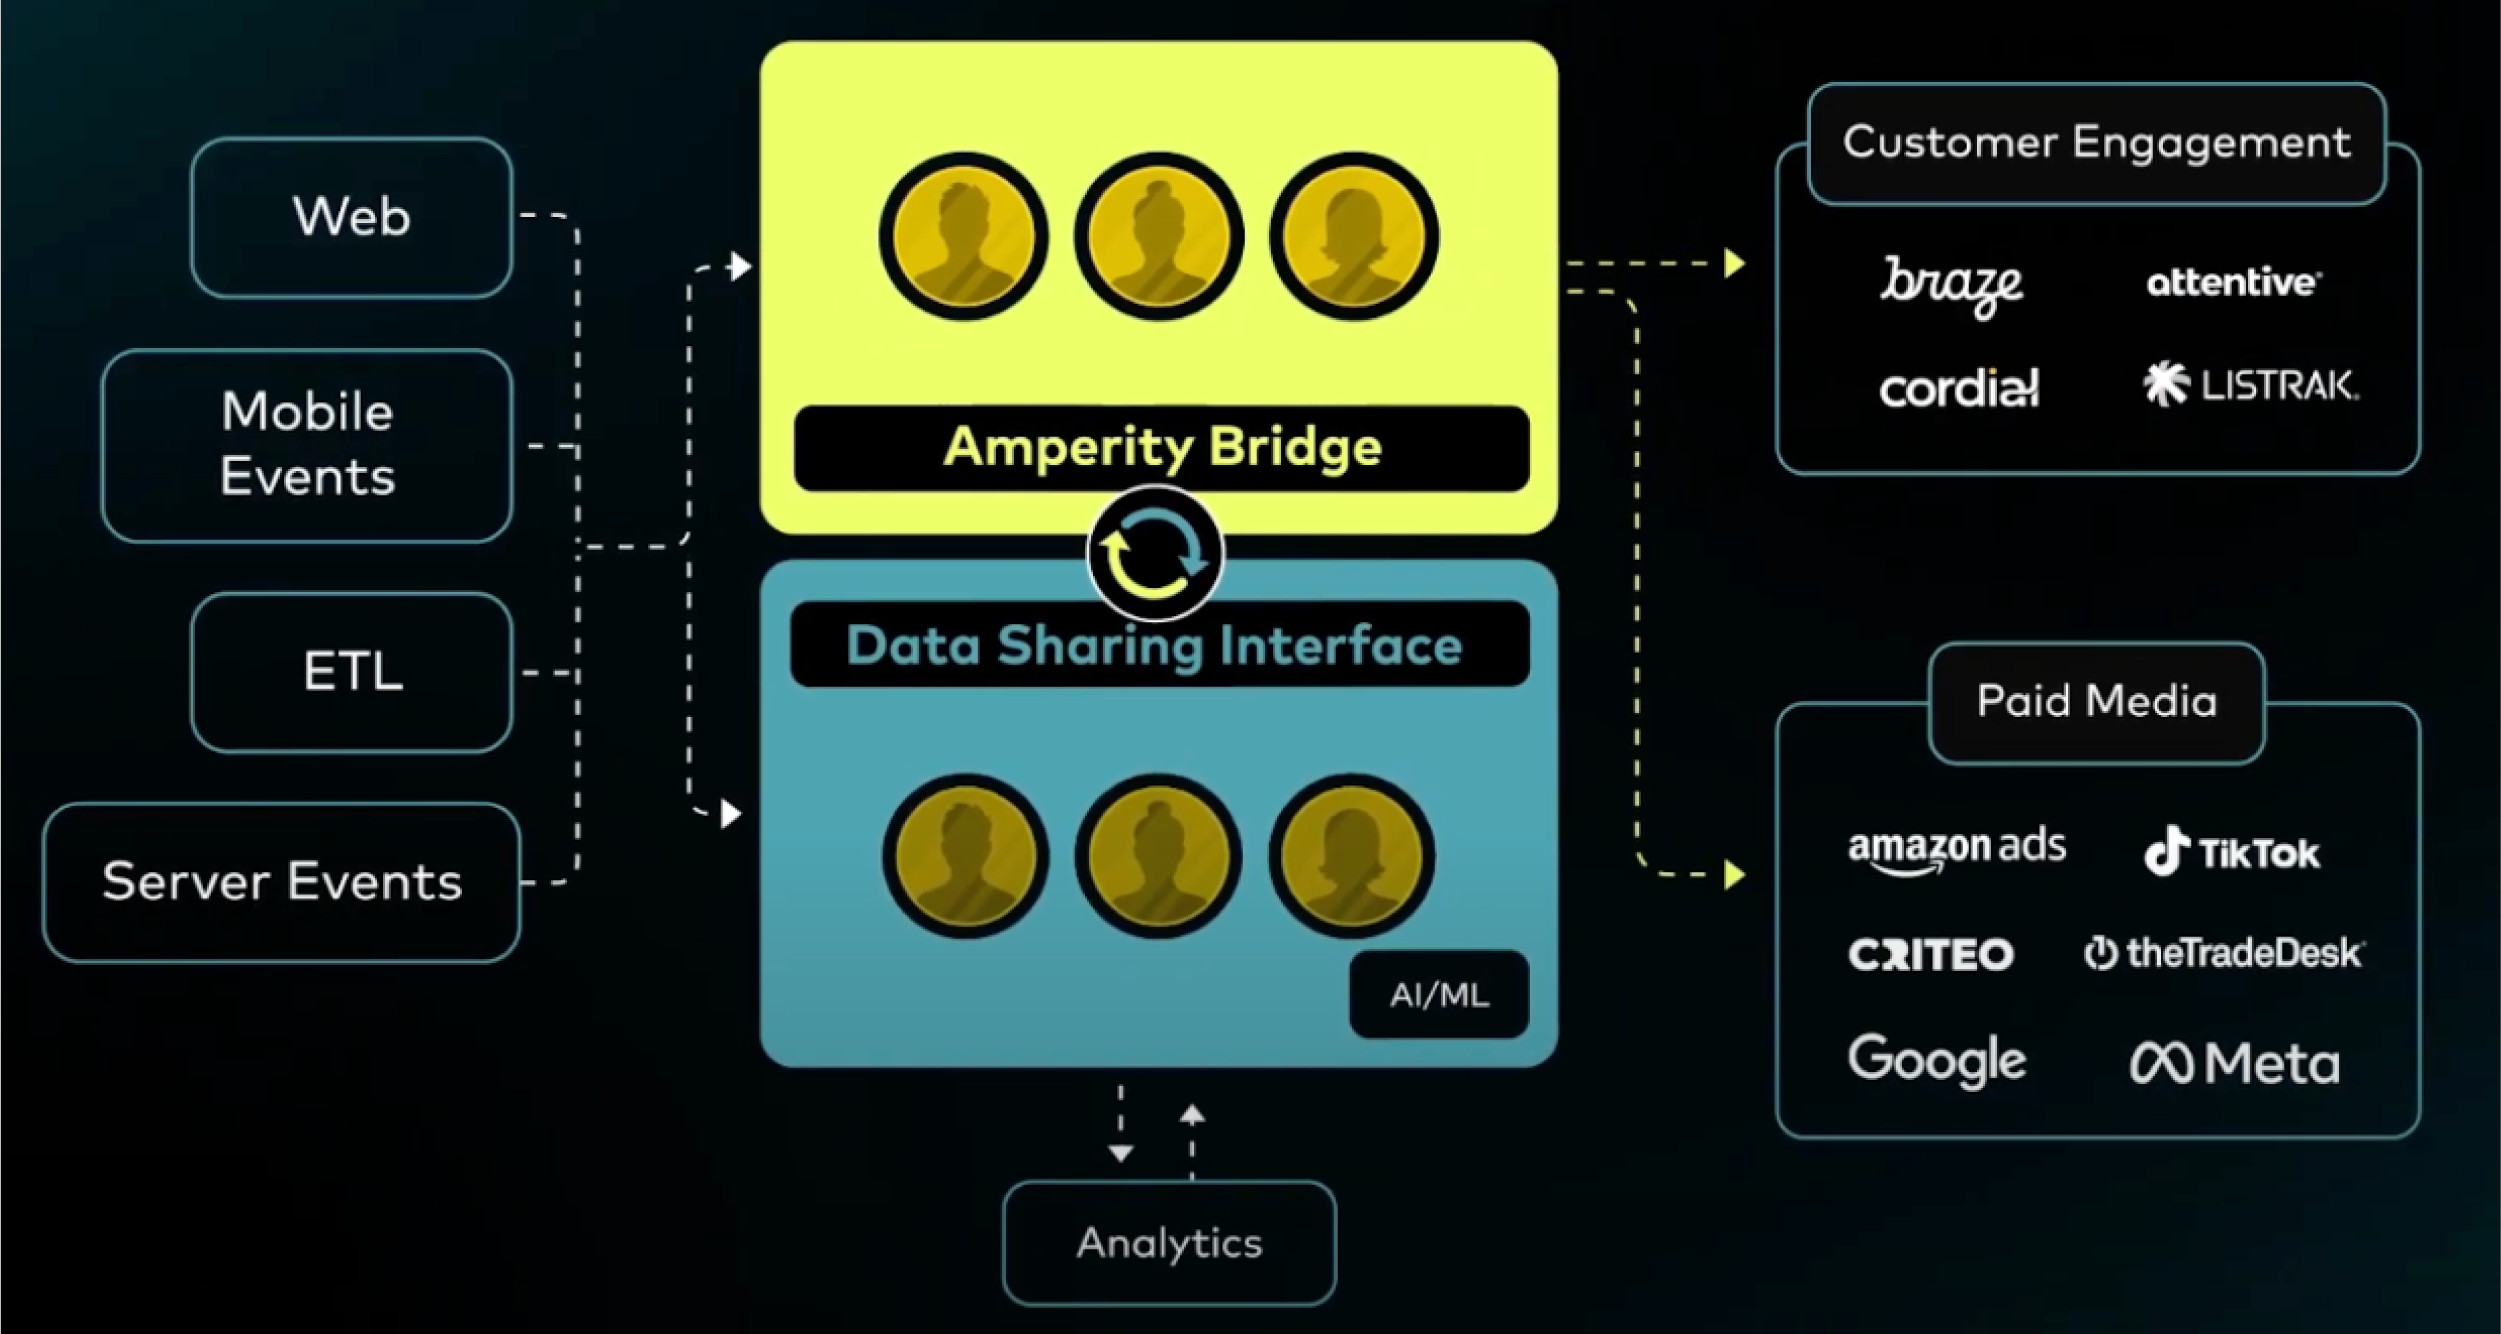 Web
Mobile
Events
ETL
Server Events
Amperity Bridge
Data Sharing Interface
AI/ML
Analytics
Customer Engagement
braze
attentive
cordial
LISTRAK
Paid Media
amazon ads
TikTok
CRITEO
theTradeDesk
Google
Meta